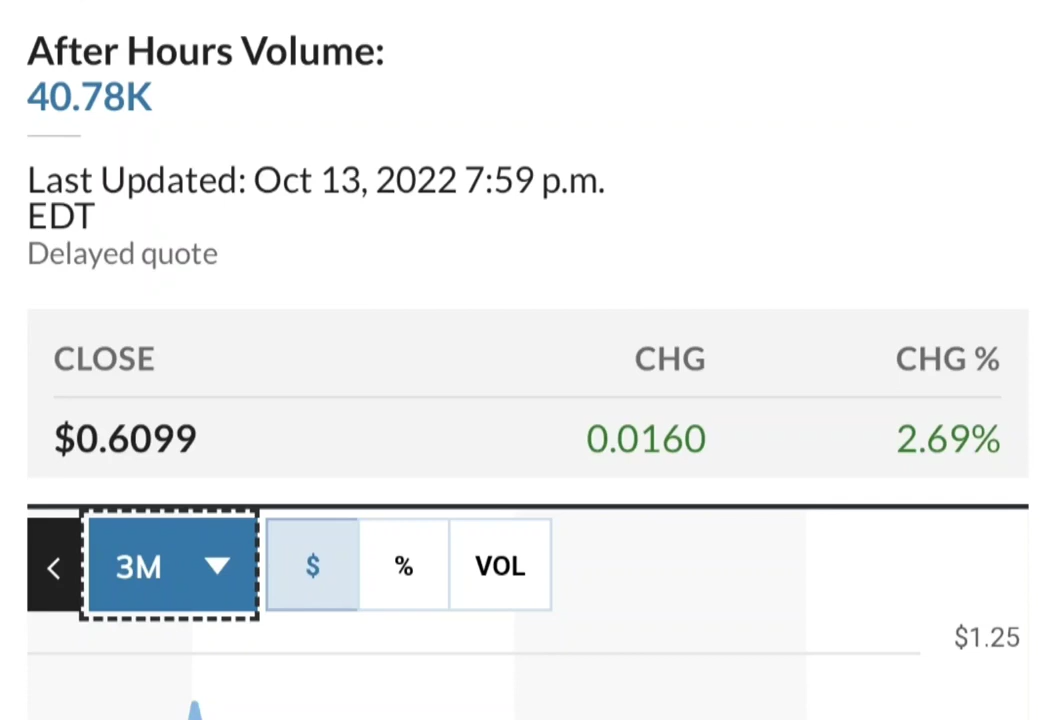 After Hours Volume:
40.78K
Last Updated: Oct 13, 2022 7:59 p.m.
EDT
Delayed quote
CLOSE CHG CHG %
$0.6099 0.0160 2.69%
3M $ % VOL
$1.25